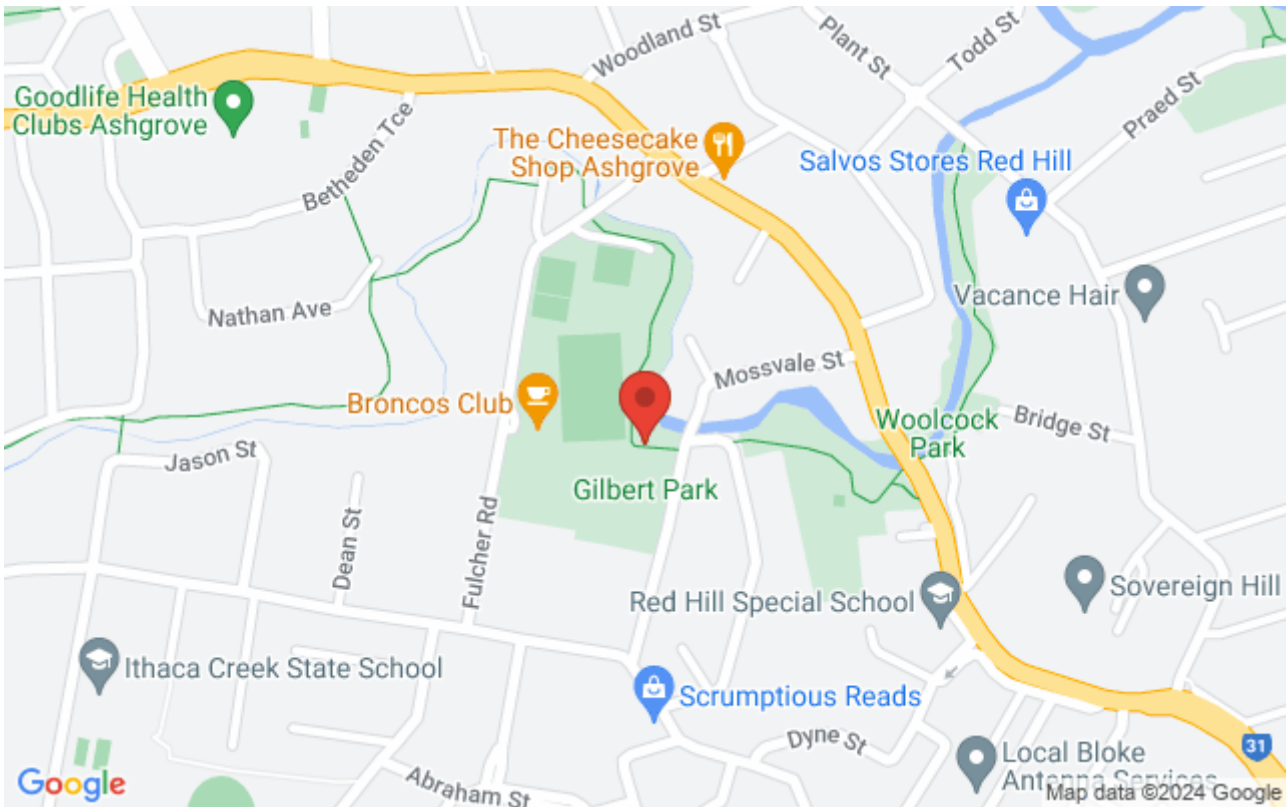 Woodland St
Plant St
Todd St
Goodlife Health
Clubs Ashgrove
Betheden Tce
The Cheesecake
Shop Ashgrove
Praed St
Salvos Stores Red Hill
Nathan Ave
Vacance Hair
Mossvale St
Broncos Club
Woolcock
Park
Bridge St
Jason St
Gilbert Park
Dean St
Fulcher Rd
Red Hill Special School
Sovereign Hill
Ithaca Creek State School
Scrumptious Reads
Dyne St
31
Local Bloke
Antenna Services
Abraham St
Google
Map data ©2024 Google